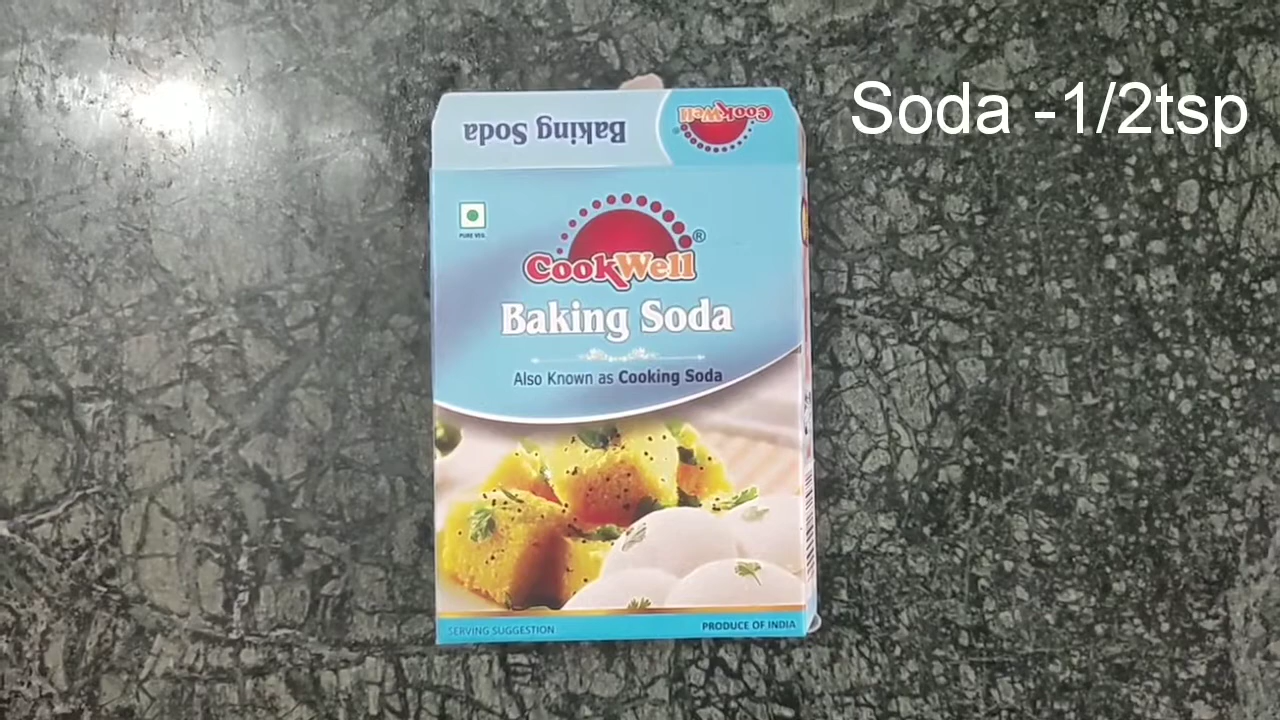 Soda -1/2tsp
Baking Soda
CookWell
PURE VEG.
CookWell®
Baking Soda
Also Known as Cooking Soda
SERVING SUGGESTION
PRODUCE OF INDIA